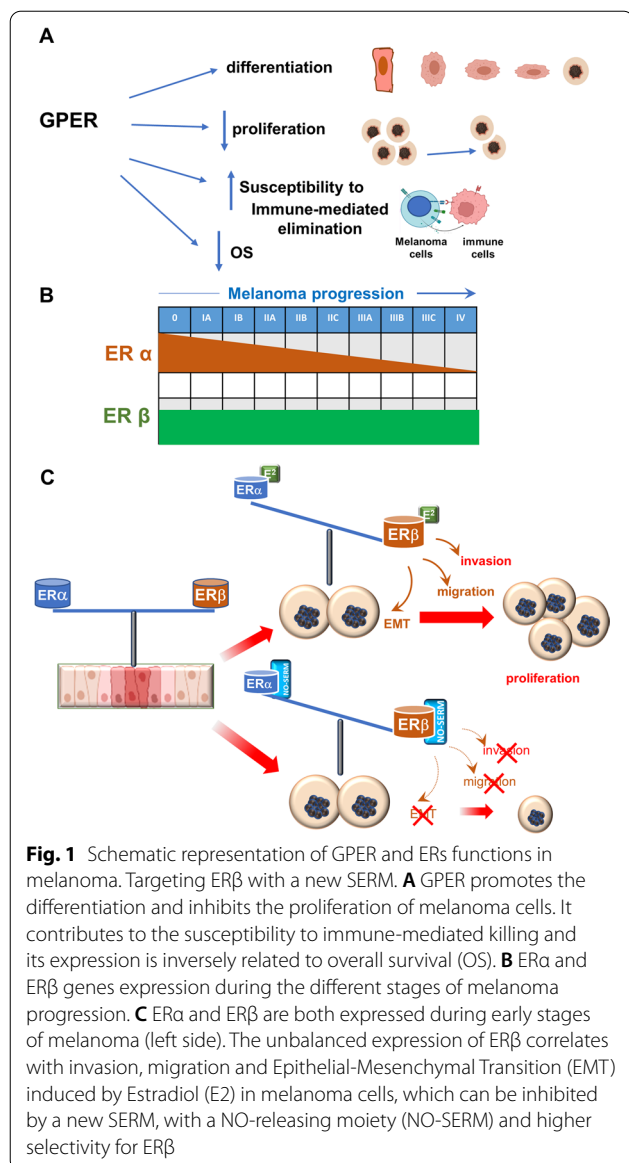 A
differentiation
GPER
proliferation
Susceptibility to
Immune-mediated
elimination
Melanoma
cells
immune
cells
OS
B
Melanoma progression
0 IA IB IIA IIB IIC IIIA IIIB IIIC IV
ER α
ER β
C
E²
ERα
E²
ERβ
invasion
migration
EMT
ERα
ERβ
proliferation
ERα
NO-SERM
ERβ
NO-SERM
invasion
migration
EMT
Fig. 1 Schematic representation of GPER and ERs functions in
melanoma. Targeting ERβ with a new SERM. A GPER promotes the
differentiation and inhibits the proliferation of melanoma cells. It
contributes to the susceptibility to immune-mediated killing and
its expression is inversely related to overall survival (OS). B ERα and
ERβ genes expression during the different stages of melanoma
progression. C ERα and ERβ are both expressed during early stages
of melanoma (left side). The unbalanced expression of ERβ correlates
with invasion, migration and Epithelial-Mesenchymal Transition (EMT)
induced by Estradiol (E2) in melanoma cells, which can be inhibited
by a new SERM, with a NO-releasing moiety (NO-SERM) and higher
selectivity for ERβ